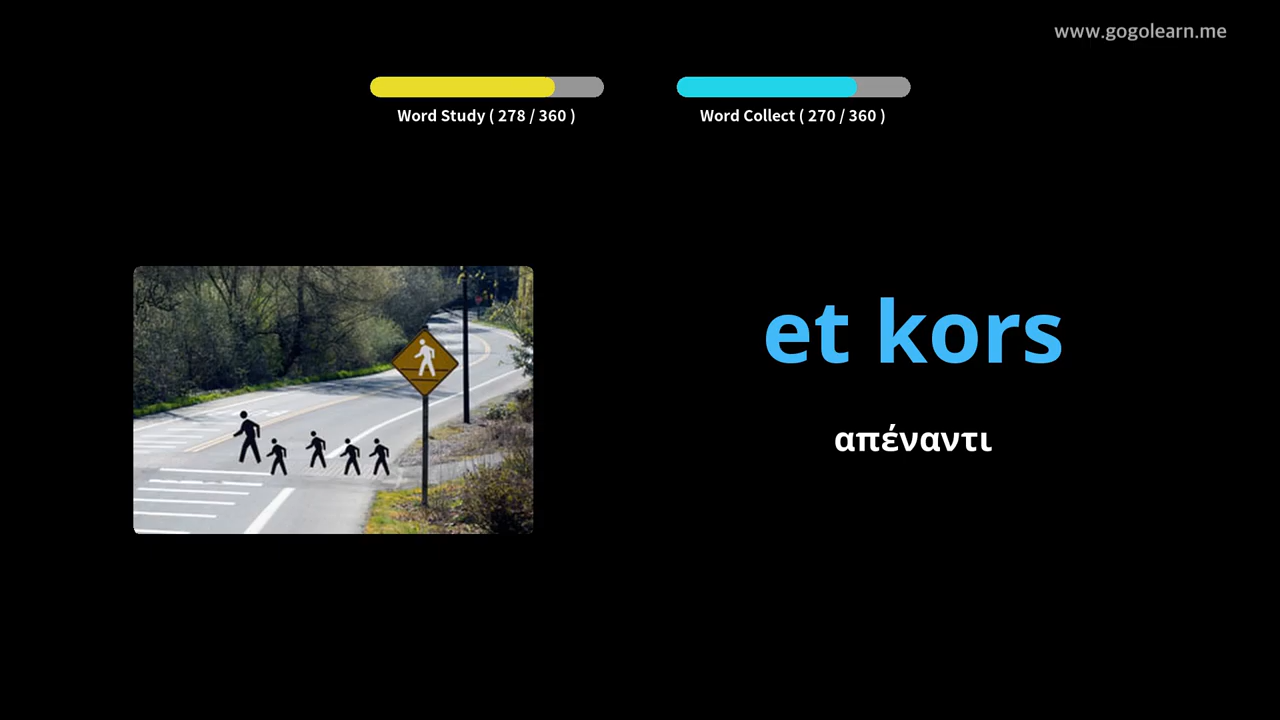 www.gogolearn.me
Word Study ( 278 / 360 )
Word Collect ( 270 / 360 )
et kors
απέναντι